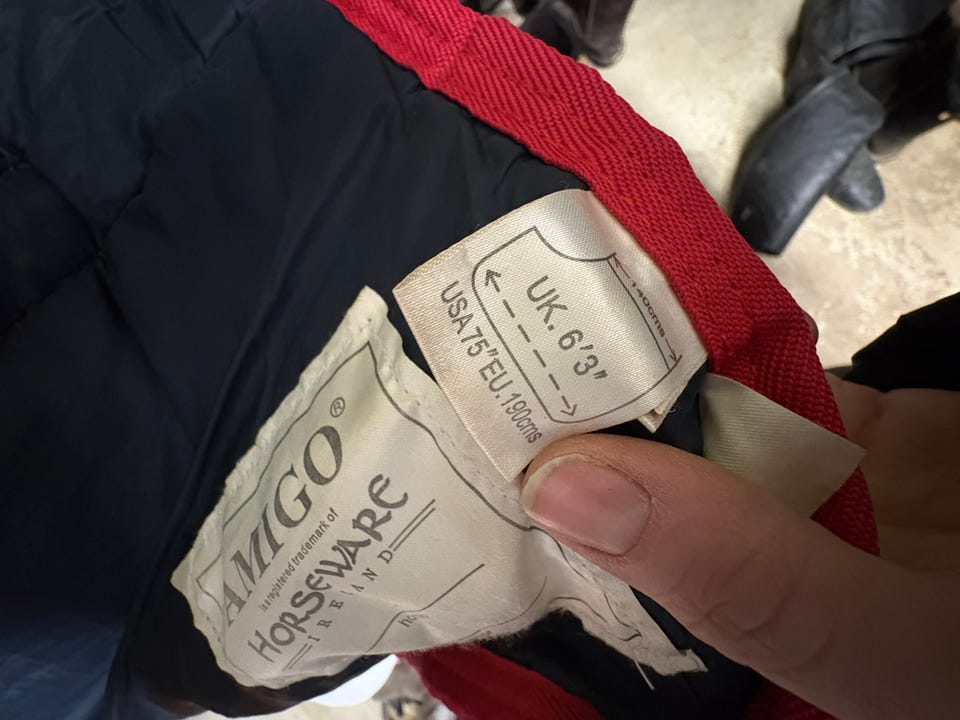 140cms
UK. 6'3"
USA75"EU.190cms
AMIGO®
is a registered trademark of
HORSEWARE
IRELAND